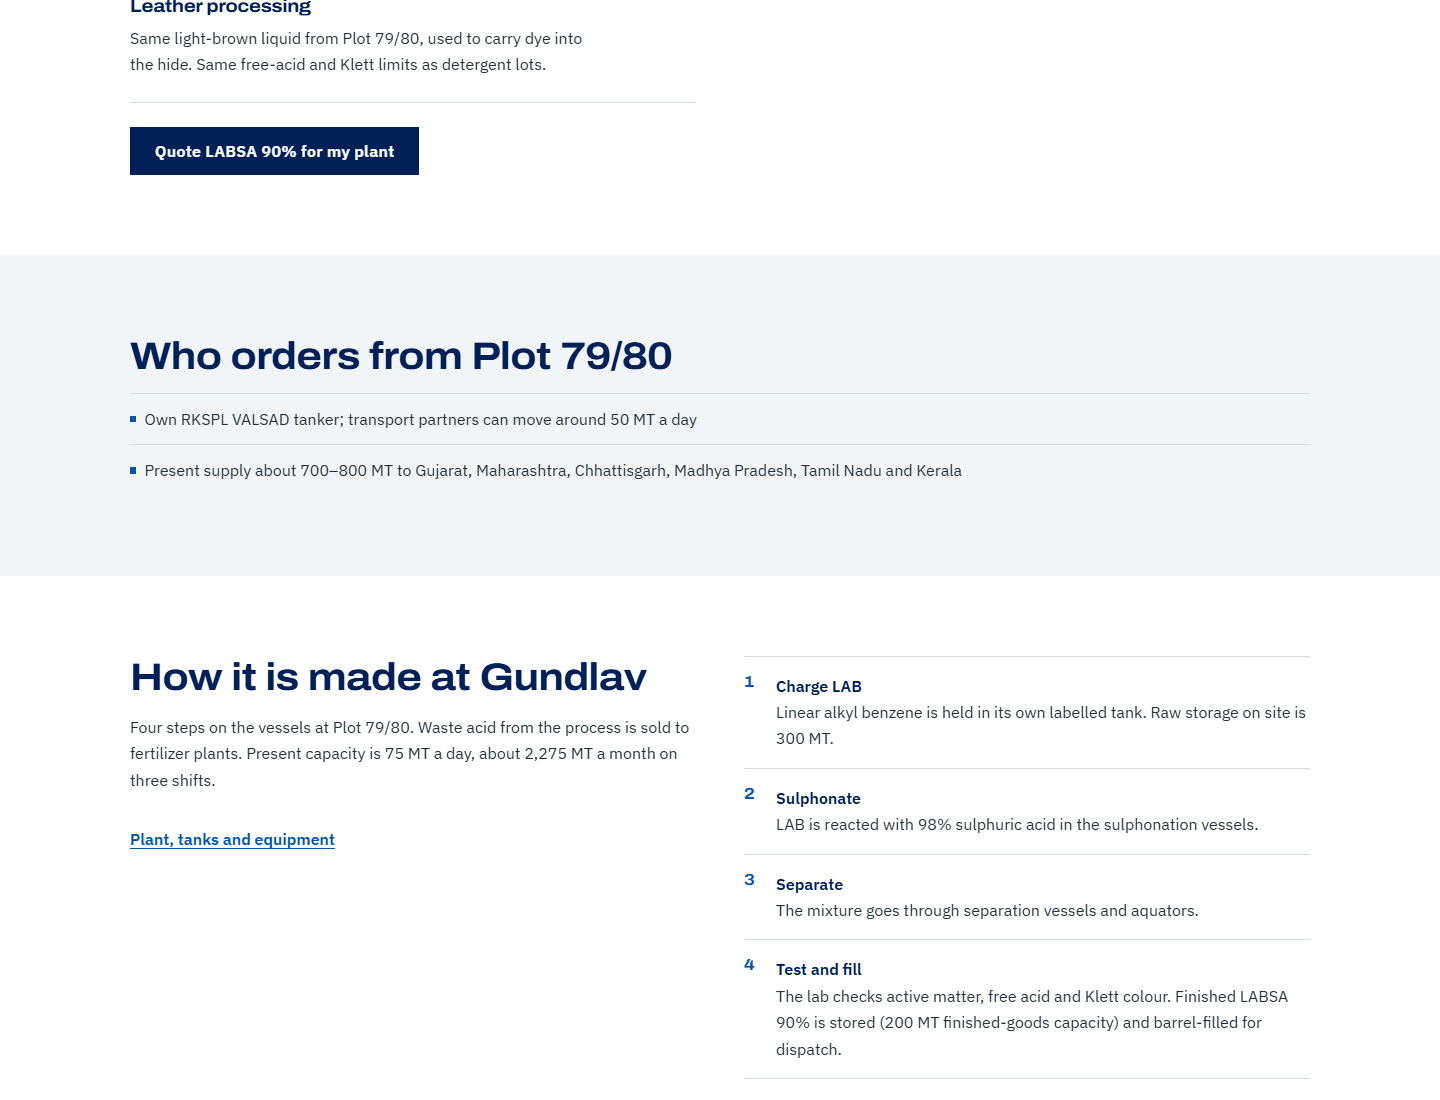 Leather processing
Same light-brown liquid from Plot 79/80, used to carry dye into
the hide. Same free-acid and Klett limits as detergent lots.
Quote LABSA 90% for my plant
Who orders from Plot 79/80
Own RKSPL VALSAD tanker; transport partners can move around 50 MT a day
Present supply about 700–800 MT to Gujarat, Maharashtra, Chhattisgarh, Madhya Pradesh, Tamil Nadu and Kerala
How it is made at Gundlav
Four steps on the vessels at Plot 79/80. Waste acid from the process is sold to
fertilizer plants. Present capacity is 75 MT a day, about 2,275 MT a month on
three shifts.
Plant, tanks and equipment
1
Charge LAB
Linear alkyl benzene is held in its own labelled tank. Raw storage on site is
300 MT.
2
Sulphonate
LAB is reacted with 98% sulphuric acid in the sulphonation vessels.
3
Separate
The mixture goes through separation vessels and aquators.
4
Test and fill
The lab checks active matter, free acid and Klett colour. Finished LABSA
90% is stored (200 MT finished-goods capacity) and barrel-filled for
dispatch.